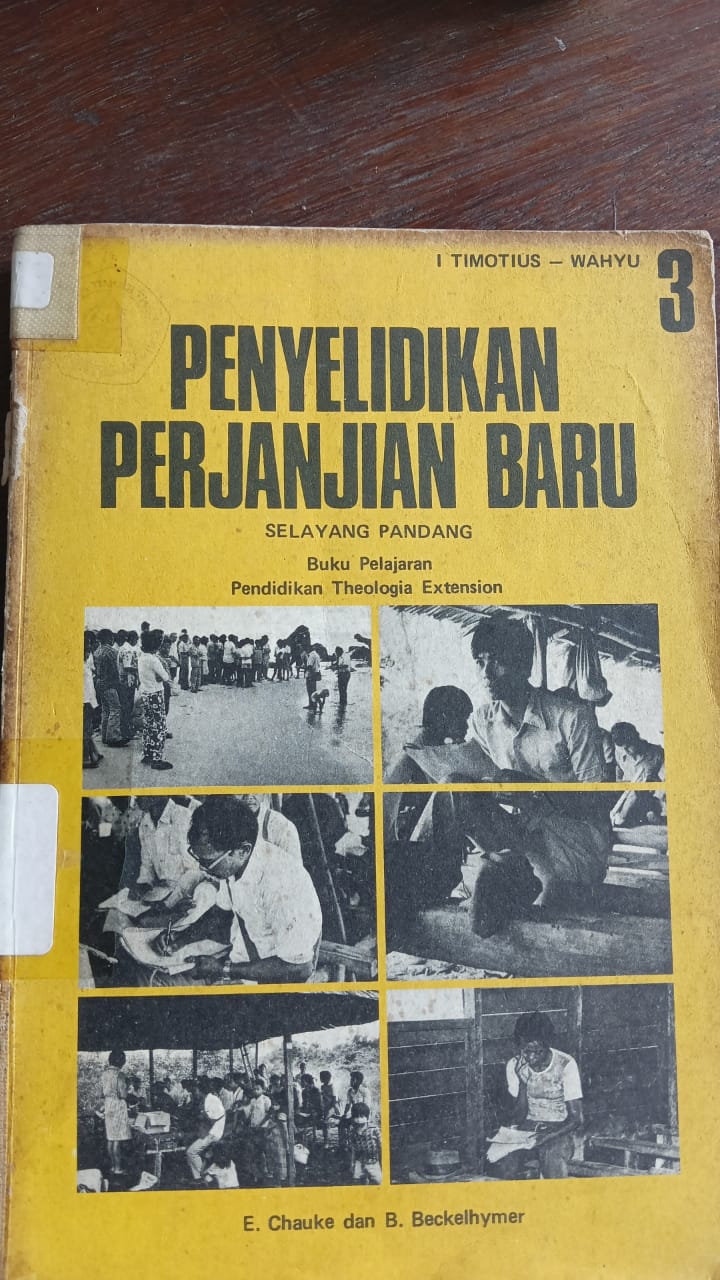 I TIMOTIUS – WAHYU
3
PENYELIDIKAN
PERJANJIAN BARU
SELAYANG PANDANG
Buku Pelajaran
Pendidikan Theologia Extension
E. Chauke dan B. Beckelhymer